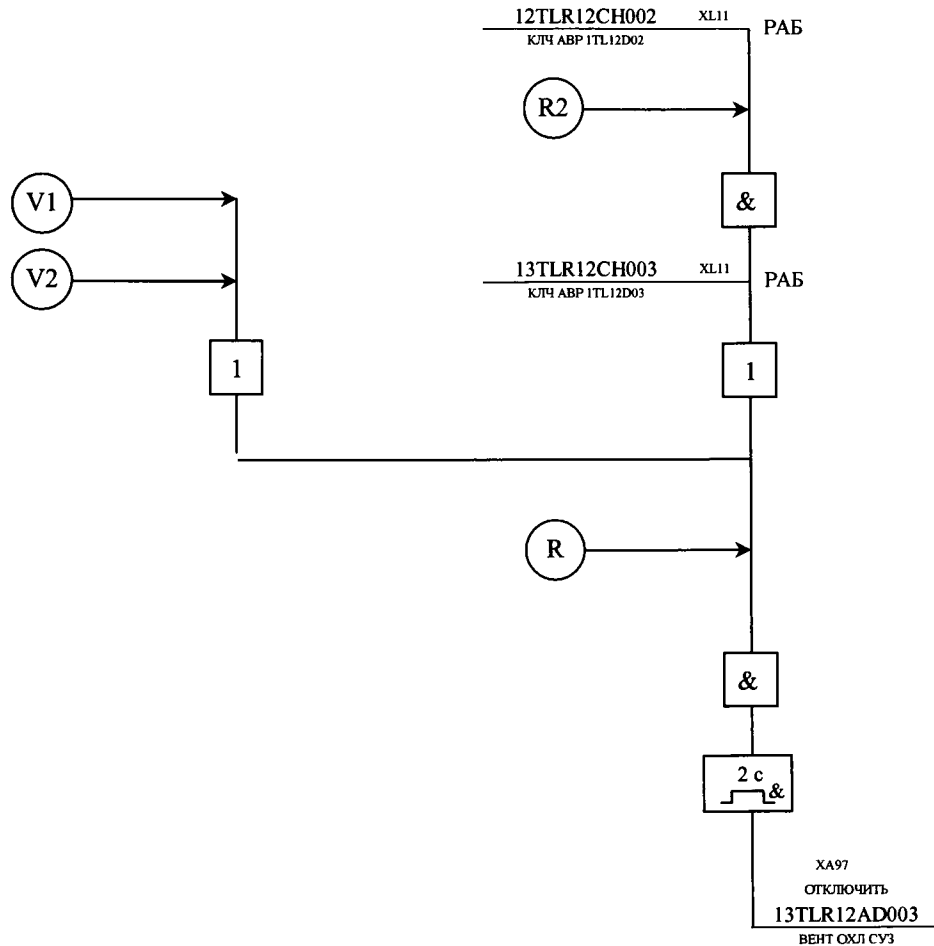 12TLR12CH002 XL11 РАБ
КЛЧ АВР 1TL12D02
R2
V1
&
V2
13TLR12CH003 XL11 РАБ
КЛЧ АВР 1TL12D03
1
1
R
&
2 с
&
XA97
ОТКЛЮЧИТЬ
13TLR12AD003
ВЕНТ ОХЛ СУЗ